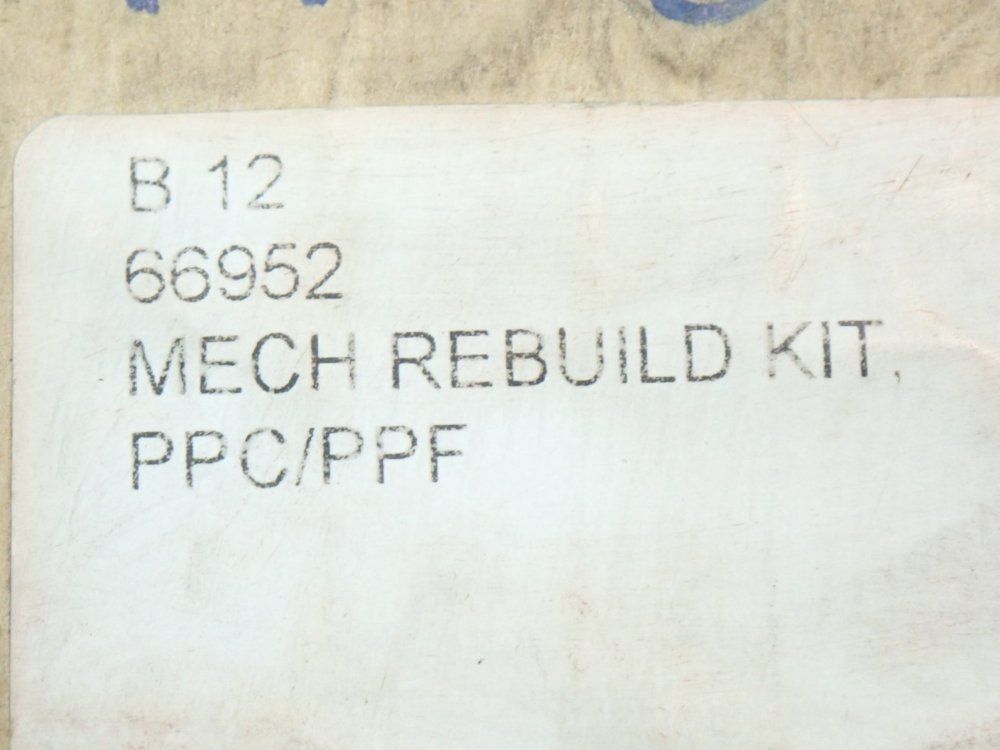 B 12
66952
MECH REBUILD KIT,
PPC/PPF